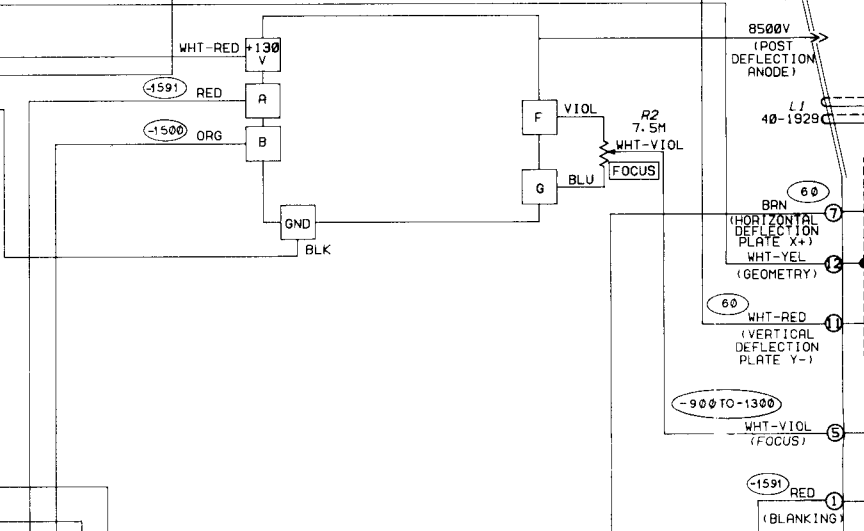 8500V
(POST
DEFLECTION
ANODE)
WHT-RED
+130
V
-1591
RED
A
-1500
ORG
B
F
VIOL
R2
7.5M
WHT-VIOL
FOCUS
G
BLU
L1
40-1929
GND
BLK
60
BRN
7
(HORIZONTAL
DEFLECTION
PLATE X+)
WHT-YEL
12
(GEOMETRY)
60
WHT-RED
11
(VERTICAL
DEFLECTION
PLATE Y-)
-900 TO -1300
WHT-VIOL
5
(FOCUS)
-1591
RED
1
(BLANKING)